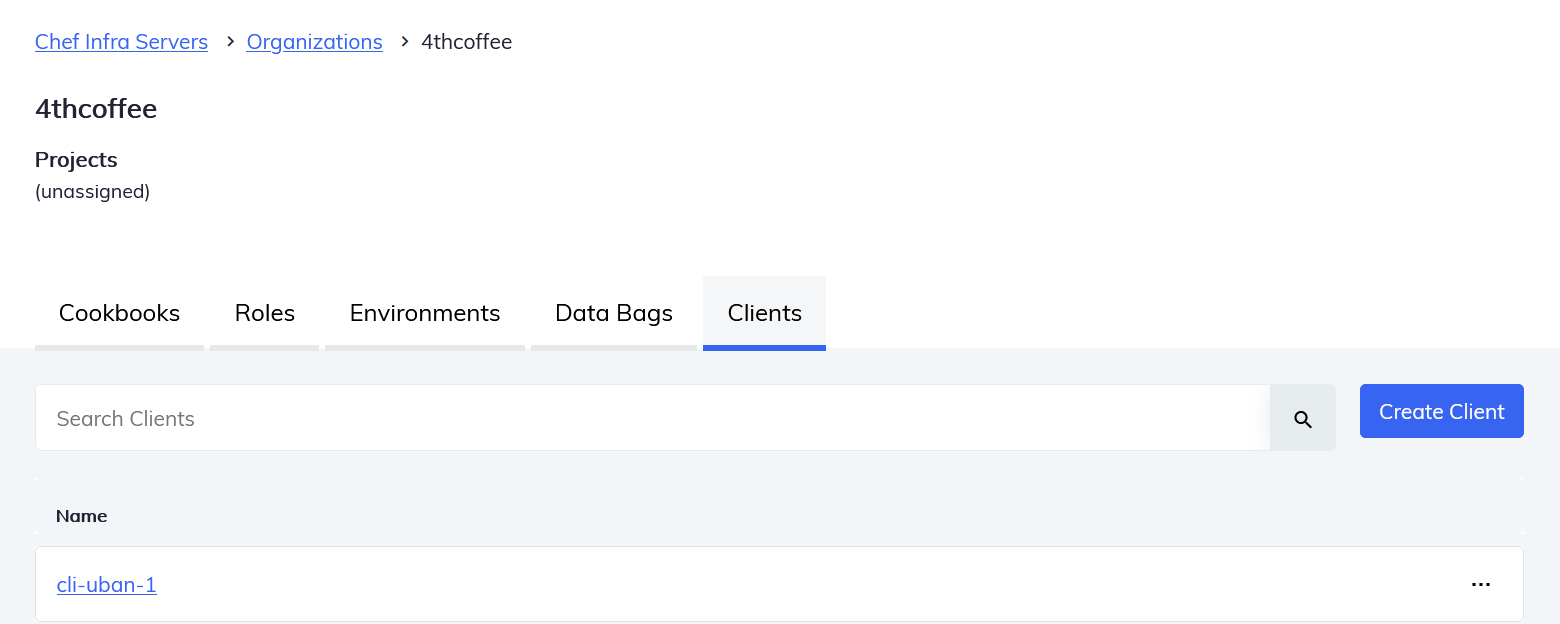 Chef Infra Servers > Organizations > 4thcoffee
4thcoffee
Projects
(unassigned)
Cookbooks Roles Environments Data Bags Clients
Search Clients Create Client
Name
cli-uban-1 ...